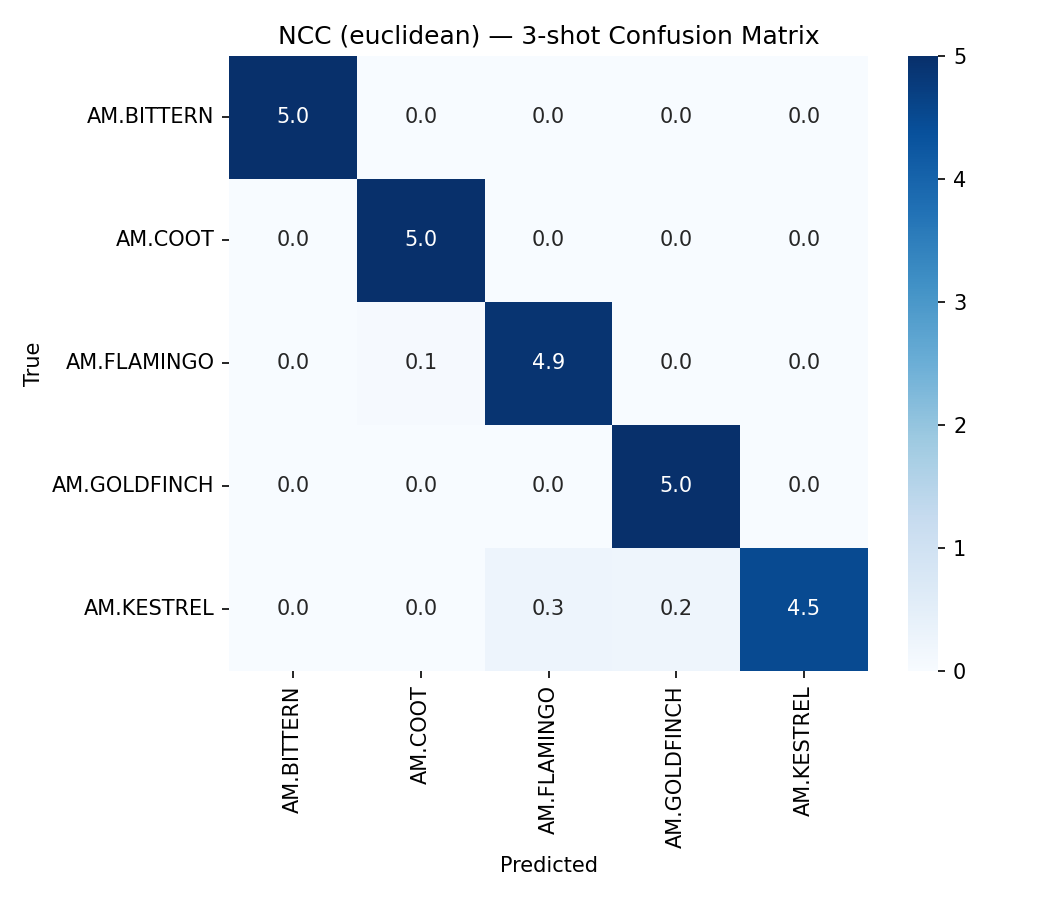 NCC (euclidean) — 3-shot Confusion Matrix
AM.BITTERN 5.0 0.0 0.0 0.0 0.0
AM.COOT 0.0 5.0 0.0 0.0 0.0
AM.FLAMINGO 0.0 0.1 4.9 0.0 0.0
AM.GOLDFINCH 0.0 0.0 0.0 5.0 0.0
AM.KESTREL 0.0 0.0 0.3 0.2 4.5
True
AM.BITTERN
AM.COOT
AM.FLAMINGO
AM.GOLDFINCH
AM.KESTREL
Predicted
5
4
3
2
1
0